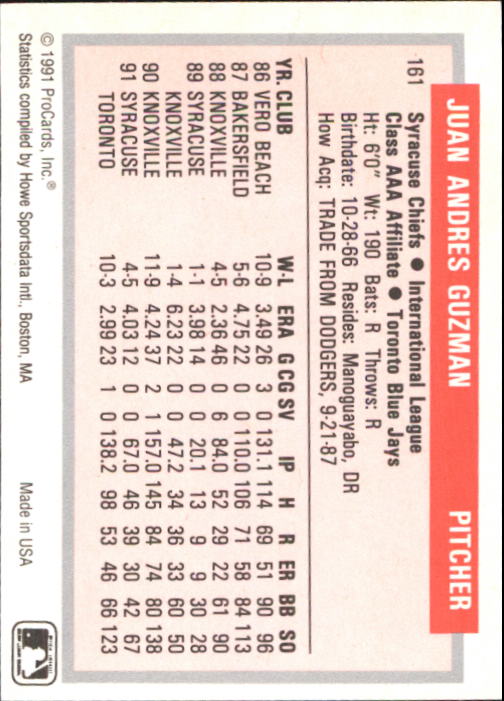 JUAN ANDRES GUZMAN PITCHER
161 Syracuse Chiefs ● International League
Class AAA Affiliate ● Toronto Blue Jays
Ht: 6'0" Wt: 190 Bats: R Throws: R
Birthdate: 10-28-66 Resides: Manoguayabo, DR
How Acq: TRADE FROM DODGERS, 9-21-87
YR. CLUB W-L ERA G CG SV IP H R ER BB SO
86 VERO BEACH 10-9 3.49 26 3 0 131.1 114 69 51 90 96
87 BAKERSFIELD 5-6 4.75 22 0 0 110.0 106 71 58 84 113
88 KNOXVILLE 4-5 2.36 46 0 6 84.0 52 29 22 61 90
89 SYRACUSE 1-1 3.98 14 0 0 20.1 13 9 9 30 28
KNOXVILLE 1-4 6.23 22 0 0 47.2 34 36 33 60 50
90 KNOXVILLE 11-9 4.24 37 2 1 157.0 145 84 74 80 138
91 SYRACUSE 4-5 4.03 12 0 0 67.0 46 39 30 42 67
TORONTO 10-3 2.99 23 1 0 138.2 98 53 46 66 123
© 1991 ProCards, Inc.® Made in USA
Statistics compiled by Howe Sportsdata Intl., Boston, MA